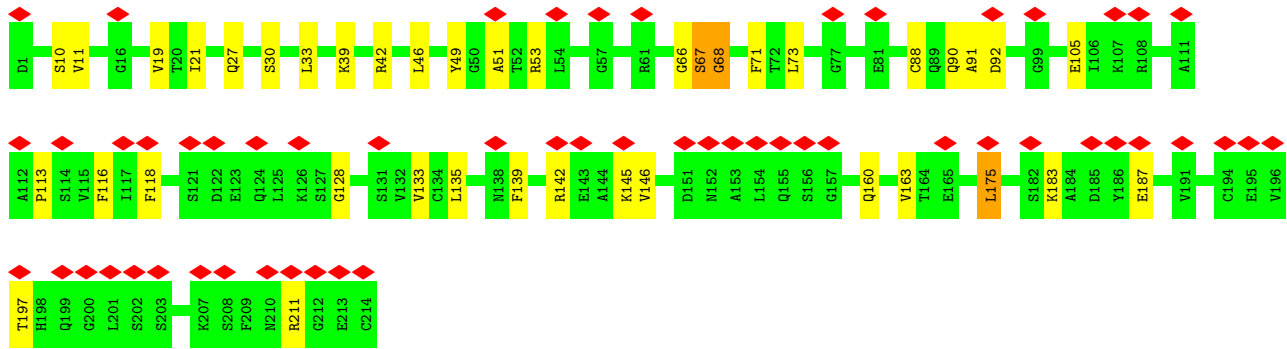 D1 S10 V11 G16 V19 T20 I21 Q27 S30 L33 K39 R42 L46 Y49 G50 A51 T52 R53 L54 G57 R61 G66 S67 G68 F71 T72 L73 G77 E81 C88 Q89 Q90 A91 D92 G99 E105 I106 K107 R108 A111
A112 P113 S114 V115 F116 I117 F118 S121 D122 E123 Q124 L125 K126 S127 G128 S131 V132 V133 C134 L135 N138 F139 R142 E143 A144 K145 V146 D151 N152 A153 L154 Q155 S156 G157 Q160 V163 T164 E165 L175 S182 K183 A184 D185 Y186 E187 V191 C194 E195 V196
T197 H198 Q199 G200 L201 S202 S203 K207 S208 F209 N210 R211 G212 E213 C214